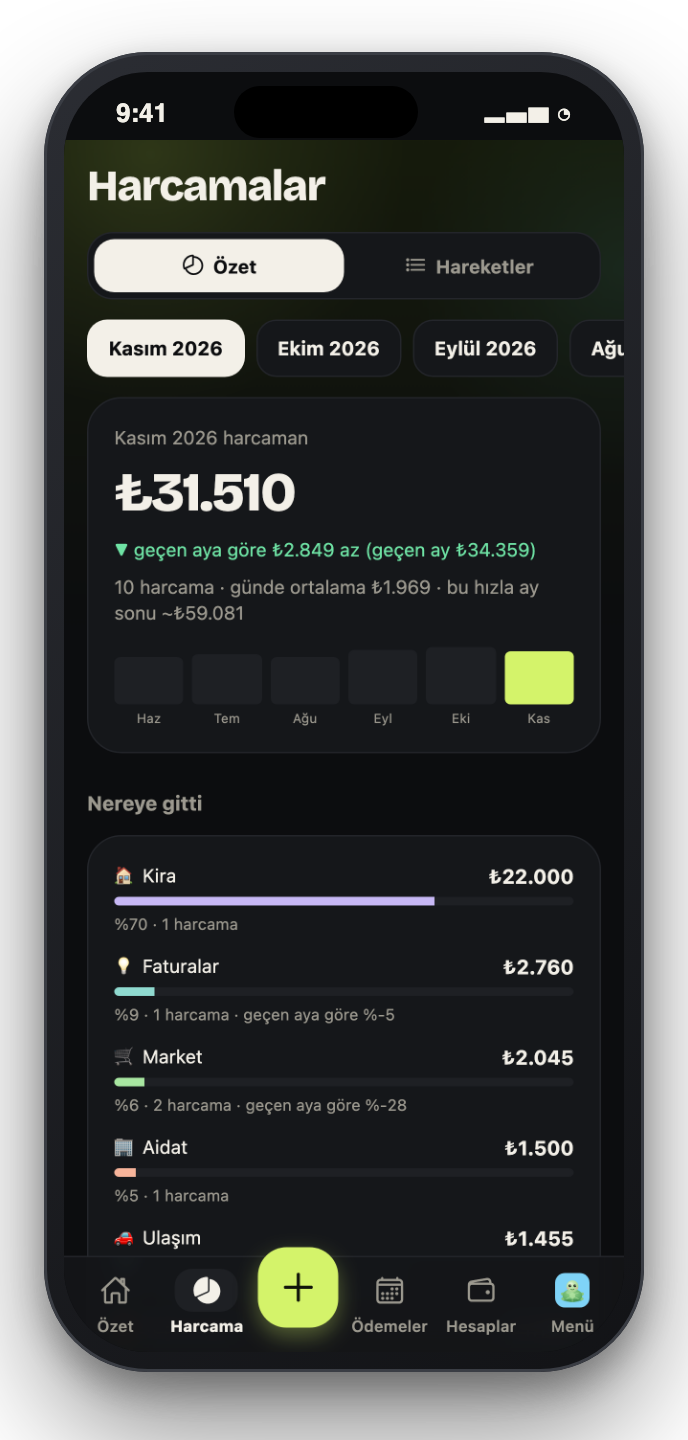 9:41
Harcamalar
Özet
Hareketler
Kasım 2026
Ekim 2026
Eylül 2026
Ağu
Kasım 2026 harcaman
₺31.510
▼ geçen aya göre ₺2.849 az (geçen ay ₺34.359)
10 harcama · günde ortalama ₺1.969 · bu hızla ay
sonu ~₺59.081
Haz
Tem
Ağu
Eyl
Eki
Kas
Nereye gitti
Kira ₺22.000
%70 · 1 harcama
Faturalar ₺2.760
%9 · 1 harcama · geçen aya göre %-5
Market ₺2.045
%6 · 2 harcama · geçen aya göre %-28
Aidat ₺1.500
%5 · 1 harcama
Ulaşım ₺1.455
Özet
Harcama
+
Ödemeler
Hesaplar
Menü